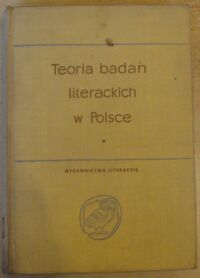 Teoria badań
literackich
w Polsce
*
WYDAWNICTWO LITERACKIE